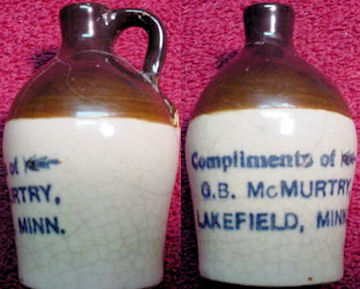 of
RTRY,
MINN.
Compliments of
G.B. McMURTRY
LAKEFIELD, MINN